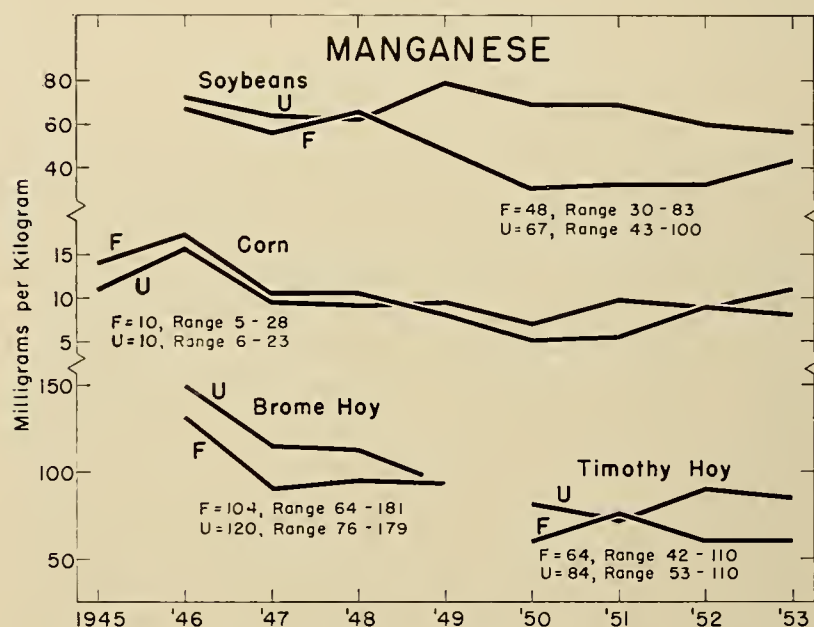 MANGANESE
Soybeans
U
F
F=48, Range 30-83
U=67, Range 43-100
Corn
F
U
F=10, Range 5-28
U=10, Range 6-23
Brome Hoy
U
F
F=104, Range 64-181
U=120, Range 76-179
Timothy Hoy
U
F
F=64, Range 42-110
U=84, Range 53-110
Milligrams per Kilogram
80
60
40
15
10
5
150
100
50
1945 '46 '47 '48 '49 '50 '51 '52 '53